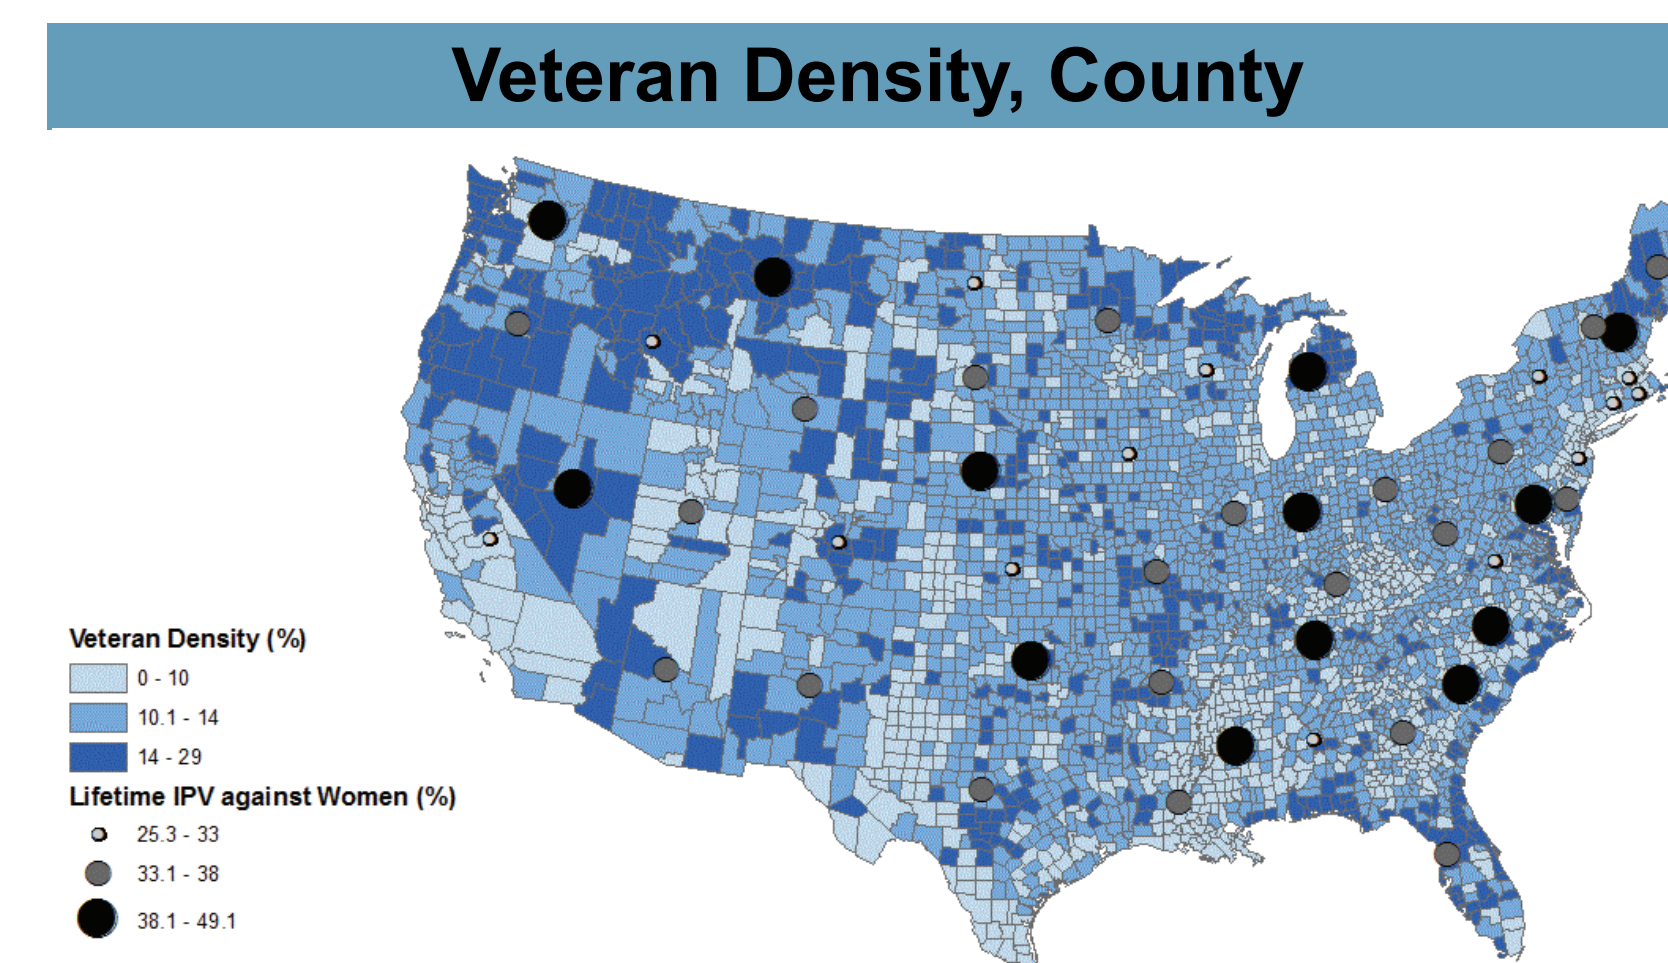 Veteran Density, County
Veteran Density (%)
0 - 10
10.1 - 14
14 - 29
Lifetime IPV against Women (%)
25.3 - 33
33.1 - 38
38.1 - 49.1